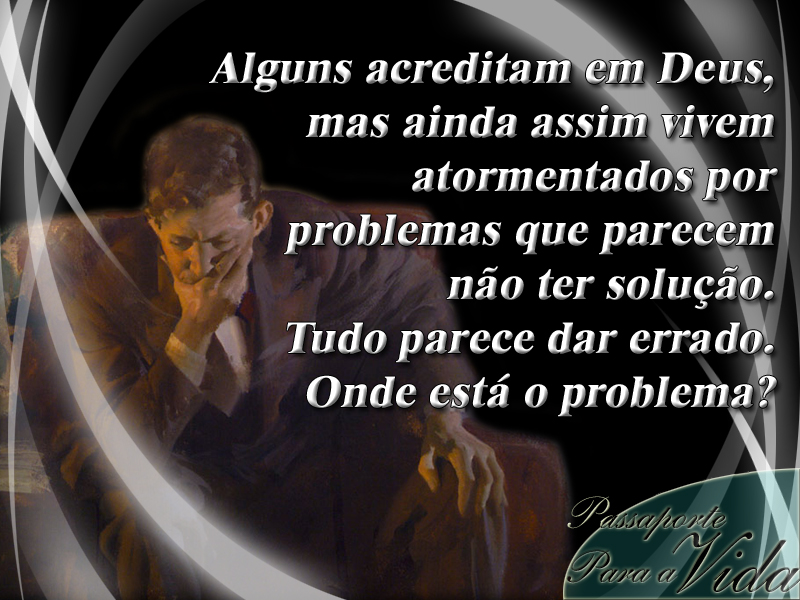 Alguns acreditam em Deus,
mas ainda assim vivem
atormentados por
problemas que parecem
não ter solução.
Tudo parece dar errado.
Onde está o problema?
Passaporte
Para a Vida